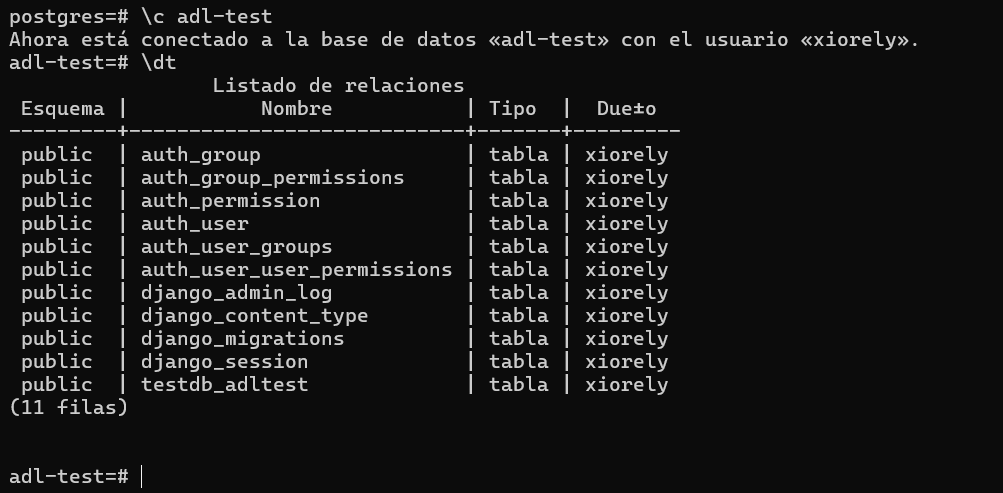 postgres=# \c adl-test
Ahora está conectado a la base de datos «adl-test» con el usuario «xiorely».
adl-test=# \dt
Listado de relaciones
Esquema | Nombre | Tipo | Due±o
---------+----------------------------+-------+---------
public | auth_group | tabla | xiorely
public | auth_group_permissions | tabla | xiorely
public | auth_permission | tabla | xiorely
public | auth_user | tabla | xiorely
public | auth_user_groups | tabla | xiorely
public | auth_user_user_permissions | tabla | xiorely
public | django_admin_log | tabla | xiorely
public | django_content_type | tabla | xiorely
public | django_migrations | tabla | xiorely
public | django_session | tabla | xiorely
public | testdb_adltest | tabla | xiorely
(11 filas)
adl-test=#